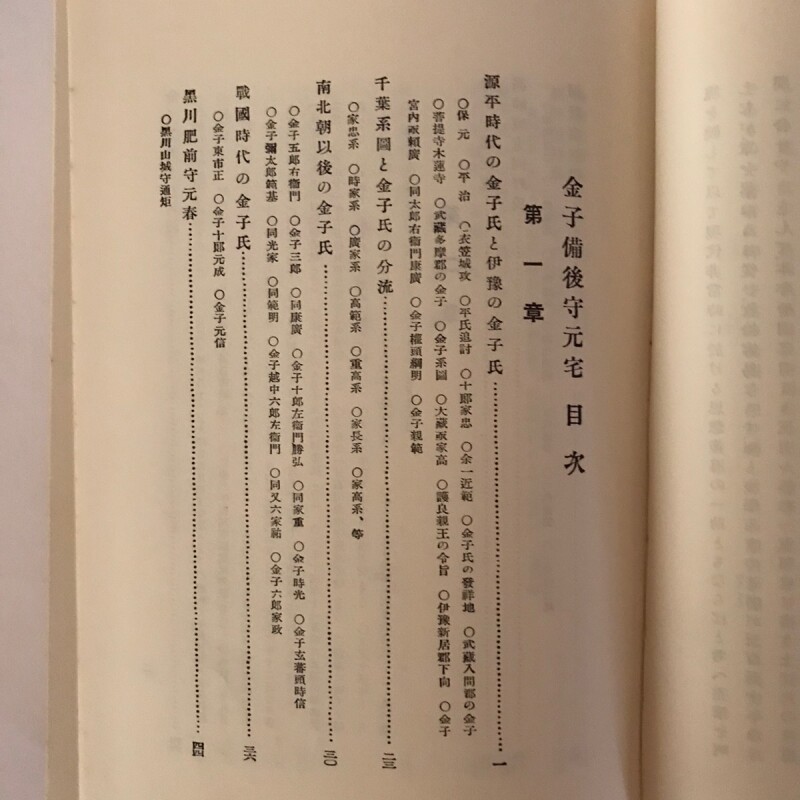 金子備後守元宅 目次
第一章
源平時代の金子氏と伊豫の金子氏……一
○保元 ○平治 ○衣笠城攻 ○平氏追討 ○十郎家忠 ○余一近範 ○金子氏の發祥地 ○武藏入間郡の金子
○菩提寺木蓮寺 ○武藏多摩郡の金子 ○金子系圖 ○大藏丞家高 ○護良親王の令旨 ○伊豫新居郡下向 ○金子
宮內丞賴廣 ○同太郎右衞門康廣 ○金子權頭綱明 ○金子親範
千葉系圖と金子氏の分流……二三
○家忠系 ○時家系 ○廣家系 ○高範系 ○重高系 ○家長系 ○家高系、等
南北朝以後の金子氏……三〇
○金子五郎右衞門 ○金子三郎 ○同康廣 ○金子十郎左衞門勝弘 ○同家重 ○金子時光 ○金子玄蕃頭時信
○金子彌太郎範基 ○同光家 ○同範明 ○金子越中六郎左衞門 ○同又六家祐 ○金子六郎家政
戰國時代の金子氏……三六
○金子東市正 ○金子十郎元成 ○金子元信
黑川肥前守元春……四四
○黑川山城守通矩